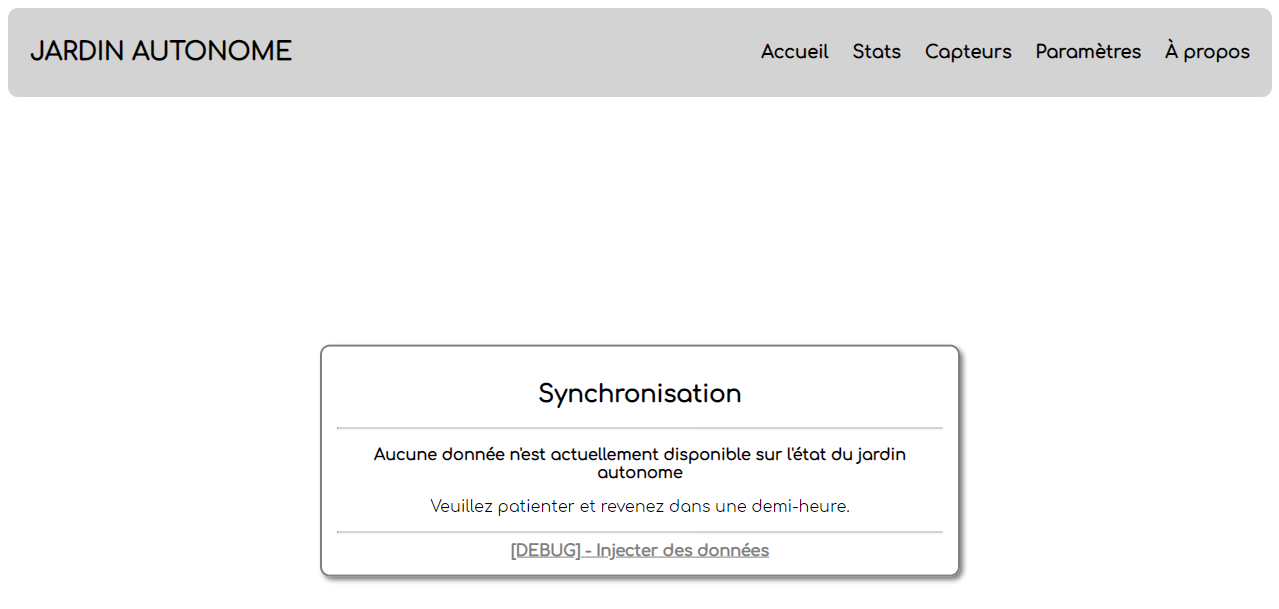 JARDIN AUTONOME
Accueil Stats Capteurs Paramètres À propos
Synchronisation
Aucune donnée n'est actuellement disponible sur l'état du jardin
autonome
Veuillez patienter et revenez dans une demi-heure.
[DEBUG] - Injecter des données